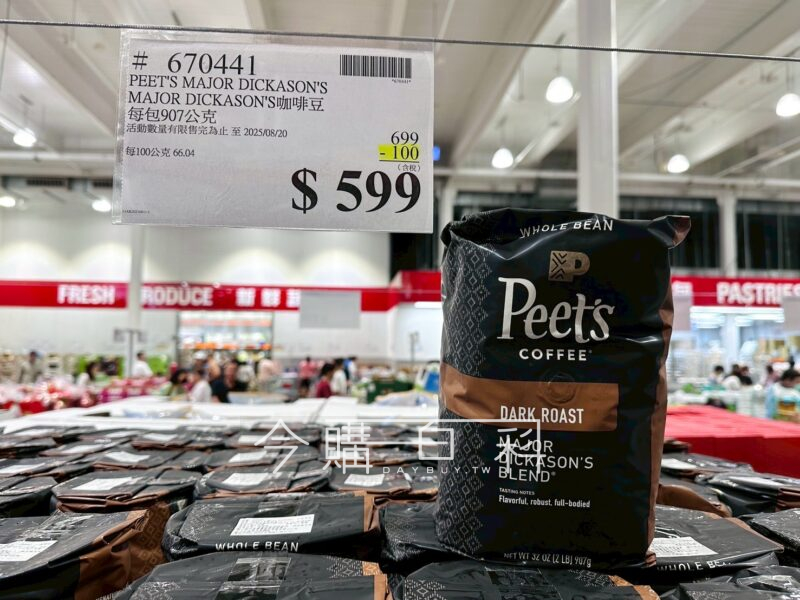 # 670441
PEET'S MAJOR DICKASON'S
MAJOR DICKASON'S咖啡豆
每包907公克
活動數量有限售完為止 至 2025/08/20
每100公克 66.04
699
- 100
(含稅)
$ 599
*670441*
FRESH PRODUCE
PASTRIES
WHOLE BEAN
P
Peet's
COFFEE
DARK ROAST
MAJOR
DICKASON'S
BLEND
TASTING NOTES
Flavorful, robust, full-bodied
NET WT 32 OZ (2 LB) 907g
今購百科
DAYBUY.TW
WHOLE BEAN
WHOLE BEAN